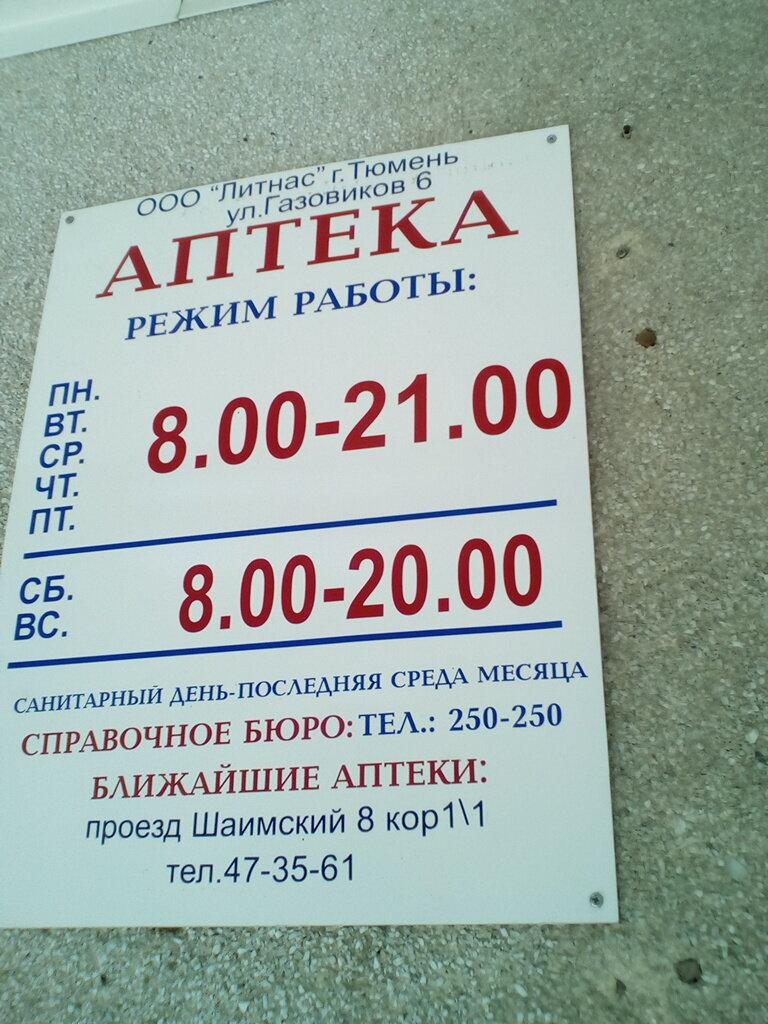 ООО "Литнас" г.Тюмень
ул.Газовиков 6
АПТЕКА
РЕЖИМ РАБОТЫ:
ПН.
ВТ.
СР.
ЧТ.
ПТ.
8.00-21.00
СБ.
ВС.
8.00-20.00
САНИТАРНЫЙ ДЕНЬ-ПОСЛЕДНЯЯ СРЕДА МЕСЯЦА
СПРАВОЧНОЕ БЮРО: ТЕЛ.: 250-250
БЛИЖАЙШИЕ АПТЕКИ:
проезд Шаимский 8 кор1\1
тел.47-35-61